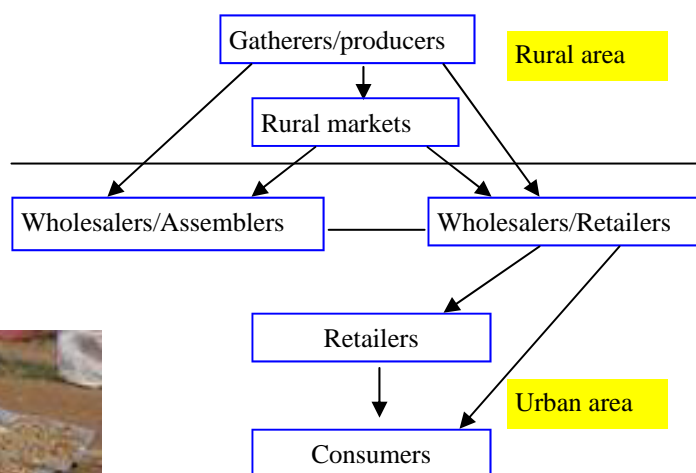 Gatherers/producers
Rural area
Rural markets
Wholesalers/Assemblers
Wholesalers/Retailers
Retailers
Urban area
Consumers